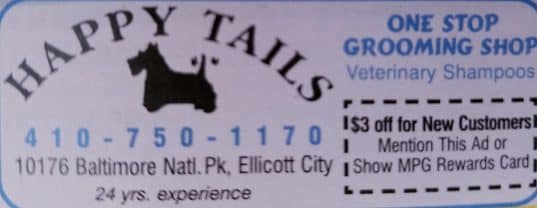 HAPPY TAILS
410-750-1170
10176 Baltimore Natl. Pk, Ellicott City
24 yrs. experience
ONE STOP
GROOMING SHOP
Veterinary Shampoos
$3 off for New Customers
Mention This Ad or
Show MPG Rewards Card